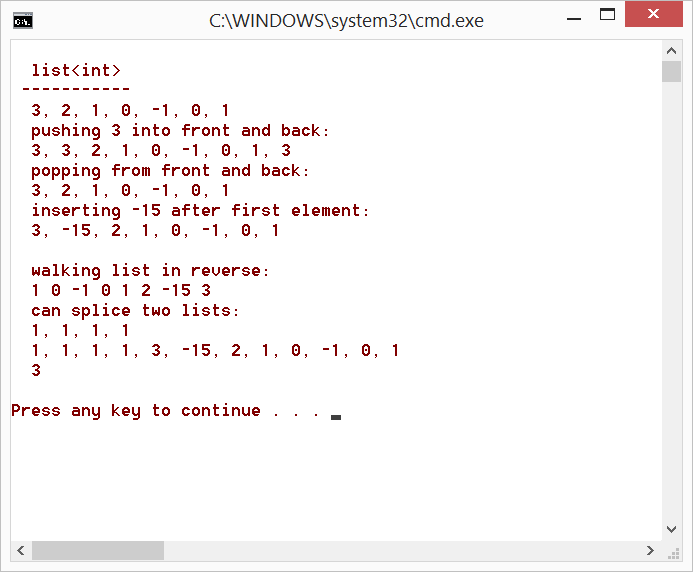 C:\WINDOWS\system32\cmd.exe
list<int>
-----------
3, 2, 1, 0, -1, 0, 1
pushing 3 into front and back:
3, 3, 2, 1, 0, -1, 0, 1, 3
popping from front and back:
3, 2, 1, 0, -1, 0, 1
inserting -15 after first element:
3, -15, 2, 1, 0, -1, 0, 1
walking list in reverse:
1 0 -1 0 1 2 -15 3
can splice two lists:
1, 1, 1, 1
1, 1, 1, 1, 3, -15, 2, 1, 0, -1, 0, 1
3
Press any key to continue . . .